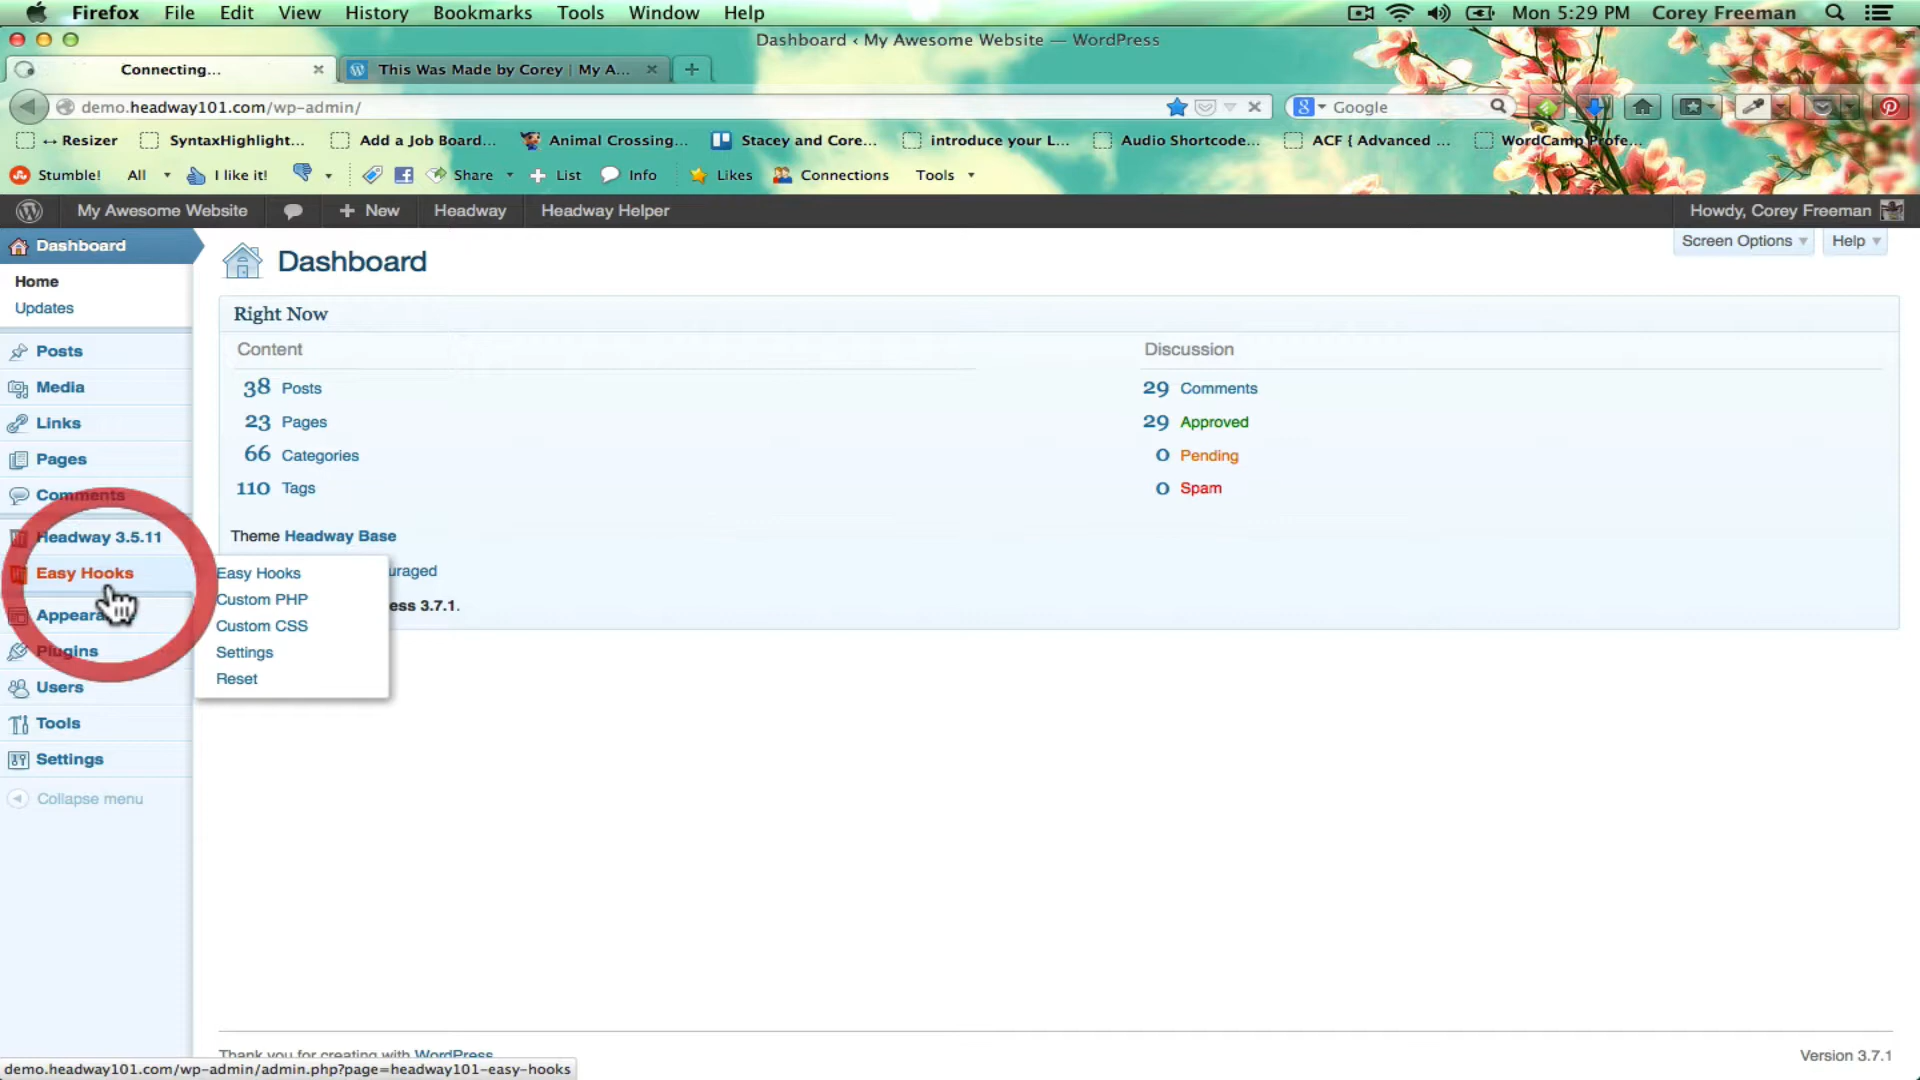 Firefox File Edit View History Bookmarks Tools Window Help Mon 5:29 PM Corey Freeman
Dashboard ‹ My Awesome Website — WordPress
Connecting... This Was Made by Corey | My A...
demo.headway101.com/wp-admin/ Google
↔ Resizer SyntaxHighlight... Add a Job Board... Animal Crossing... Stacey and Core... introduce your L... Audio Shortcode... ACF { Advanced ... WordCamp Profe...
Stumble! All I like it! Share List Info Likes Connections Tools
My Awesome Website + New Headway Headway Helper Howdy, Corey Freeman
Screen Options Help
Dashboard
Home
Updates
Posts
Media
Links
Pages
Comments
Headway 3.5.11
Easy Hooks
Appeara
Plugins
Users
Tools
Settings
Collapse menu
Easy Hooks
Custom PHP
Custom CSS
Settings
Reset
Dashboard
Right Now
Content
38 Posts
23 Pages
66 Categories
110 Tags
Discussion
29 Comments
29 Approved
0 Pending
0 Spam
Theme Headway Base
uraged
ess 3.7.1.
Thank you for creating with WordPress
Version 3.7.1
demo.headway101.com/wp-admin/admin.php?page=headway101-easy-hooks